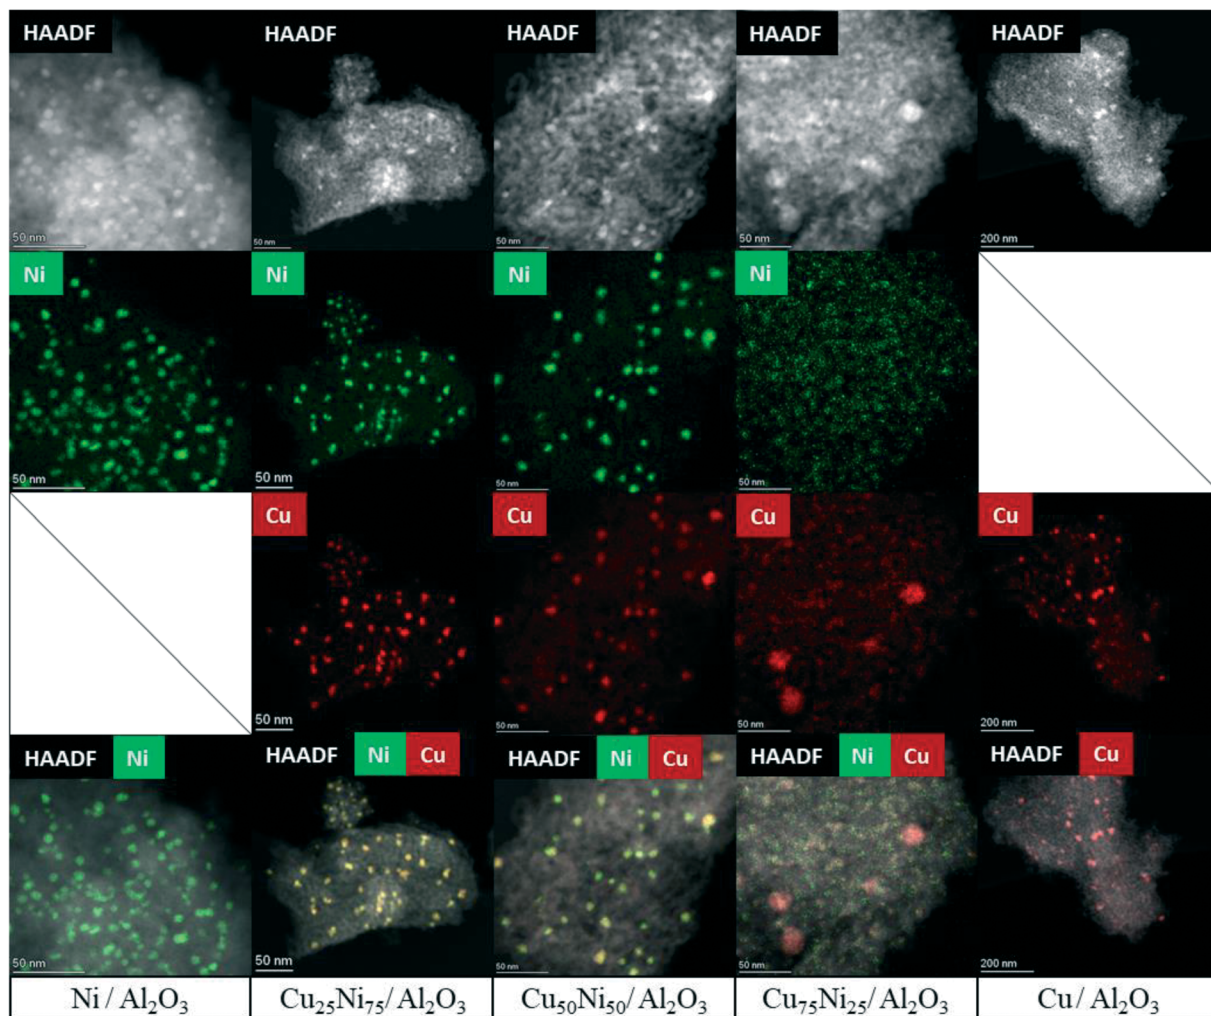 HAADF HAADF HAADF HAADF HAADF
50 nm 50 nm 50 nm 50 nm 200 nm
Ni Ni Ni Ni
50 nm 50 nm 50 nm 50 nm
Cu Cu Cu Cu
50 nm 50 nm 50 nm 200 nm
HAADF Ni HAADF Ni Cu HAADF Ni Cu HAADF Ni Cu HAADF Cu
50 nm 50 nm 50 nm 50 nm 200 nm
Ni / Al₂O₃ Cu₂₅Ni₇₅/ Al₂O₃ Cu₅₀Ni₅₀/ Al₂O₃ Cu₇₅Ni₂₅/ Al₂O₃ Cu/ Al₂O₃